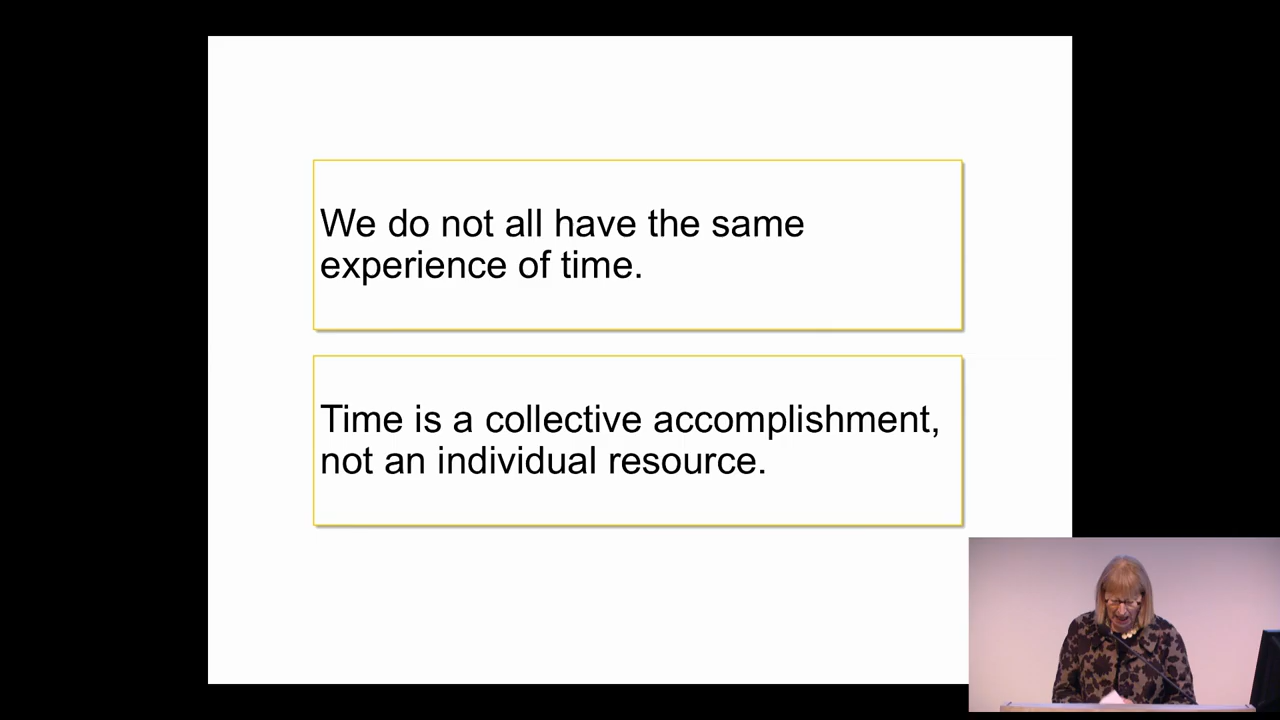 We do not all have the same
experience of time.
Time is a collective accomplishment,
not an individual resource.